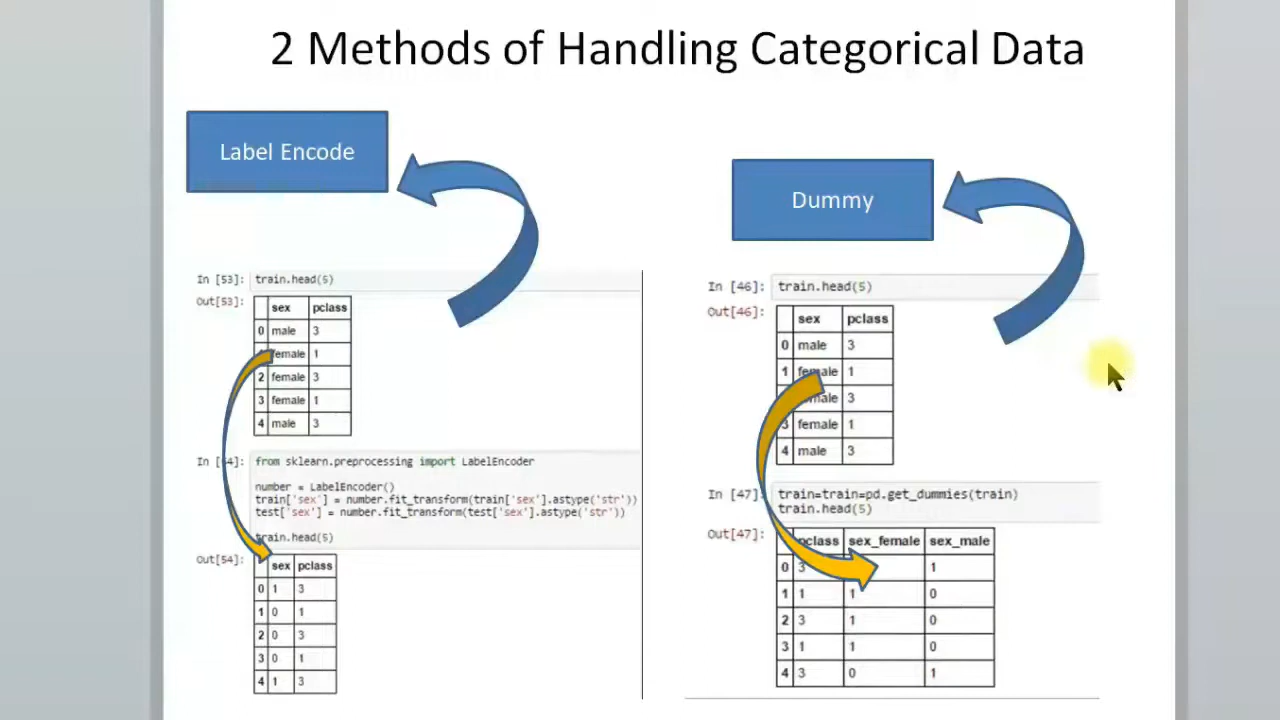 2 Methods of Handling Categorical Data
Label Encode
In [53]: train.head(5)
Out[53]:
sex pclass
0 male 3
female 1
2 female 3
3 female 1
4 male 3
from sklearn.preprocessing import LabelEncoder
number = LabelEncoder()
train['sex'] = number.fit_transform(train['sex'].astype('str'))
test['sex'] = number.fit_transform(test['sex'].astype('str'))
train.head(5)
Out[54]:
sex pclass
0 1 3
1 0 1
2 0 3
3 0 1
4 1 3
Dummy
In [46]: train.head(5)
Out[46]:
sex pclass
0 male 3
1 female 1
3
3 female 1
4 male 3
In [47]: train=train=pd.get_dummies(train)
train.head(5)
Out[47]:
pclass sex_female sex_male
0 3 1
1 1 1 0
2 3 1 0
3 1 1 0
4 3 0 1